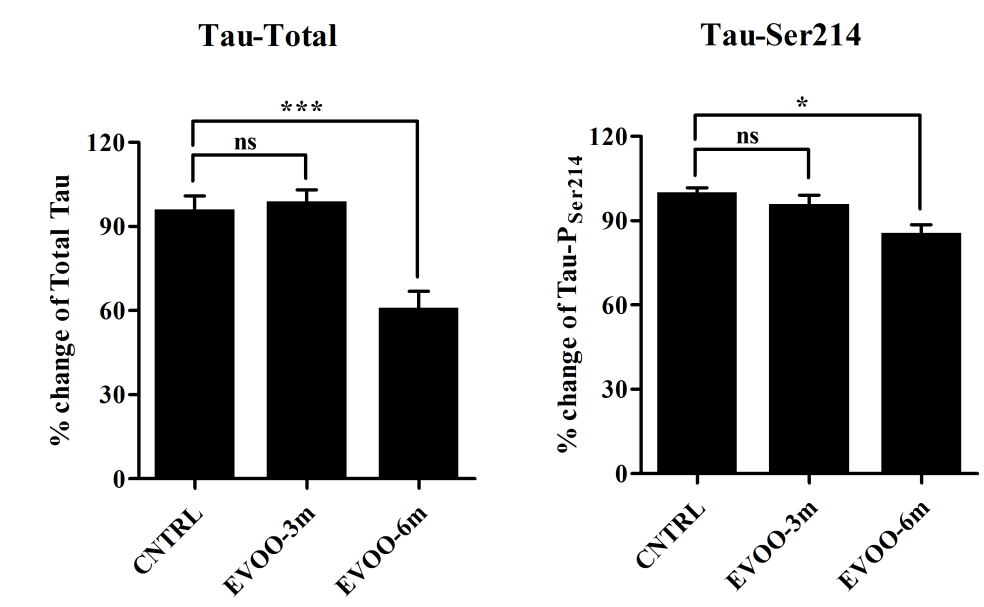 Tau-Total
***
ns
120
90
60
30
0
% change of Total Tau
CNTRL
EVOO-3m
EVOO-6m
Tau-Ser214
*
ns
120
90
60
30
0
% change of Tau-PSer214
CNTRL
EVOO-3m
EVOO-6m